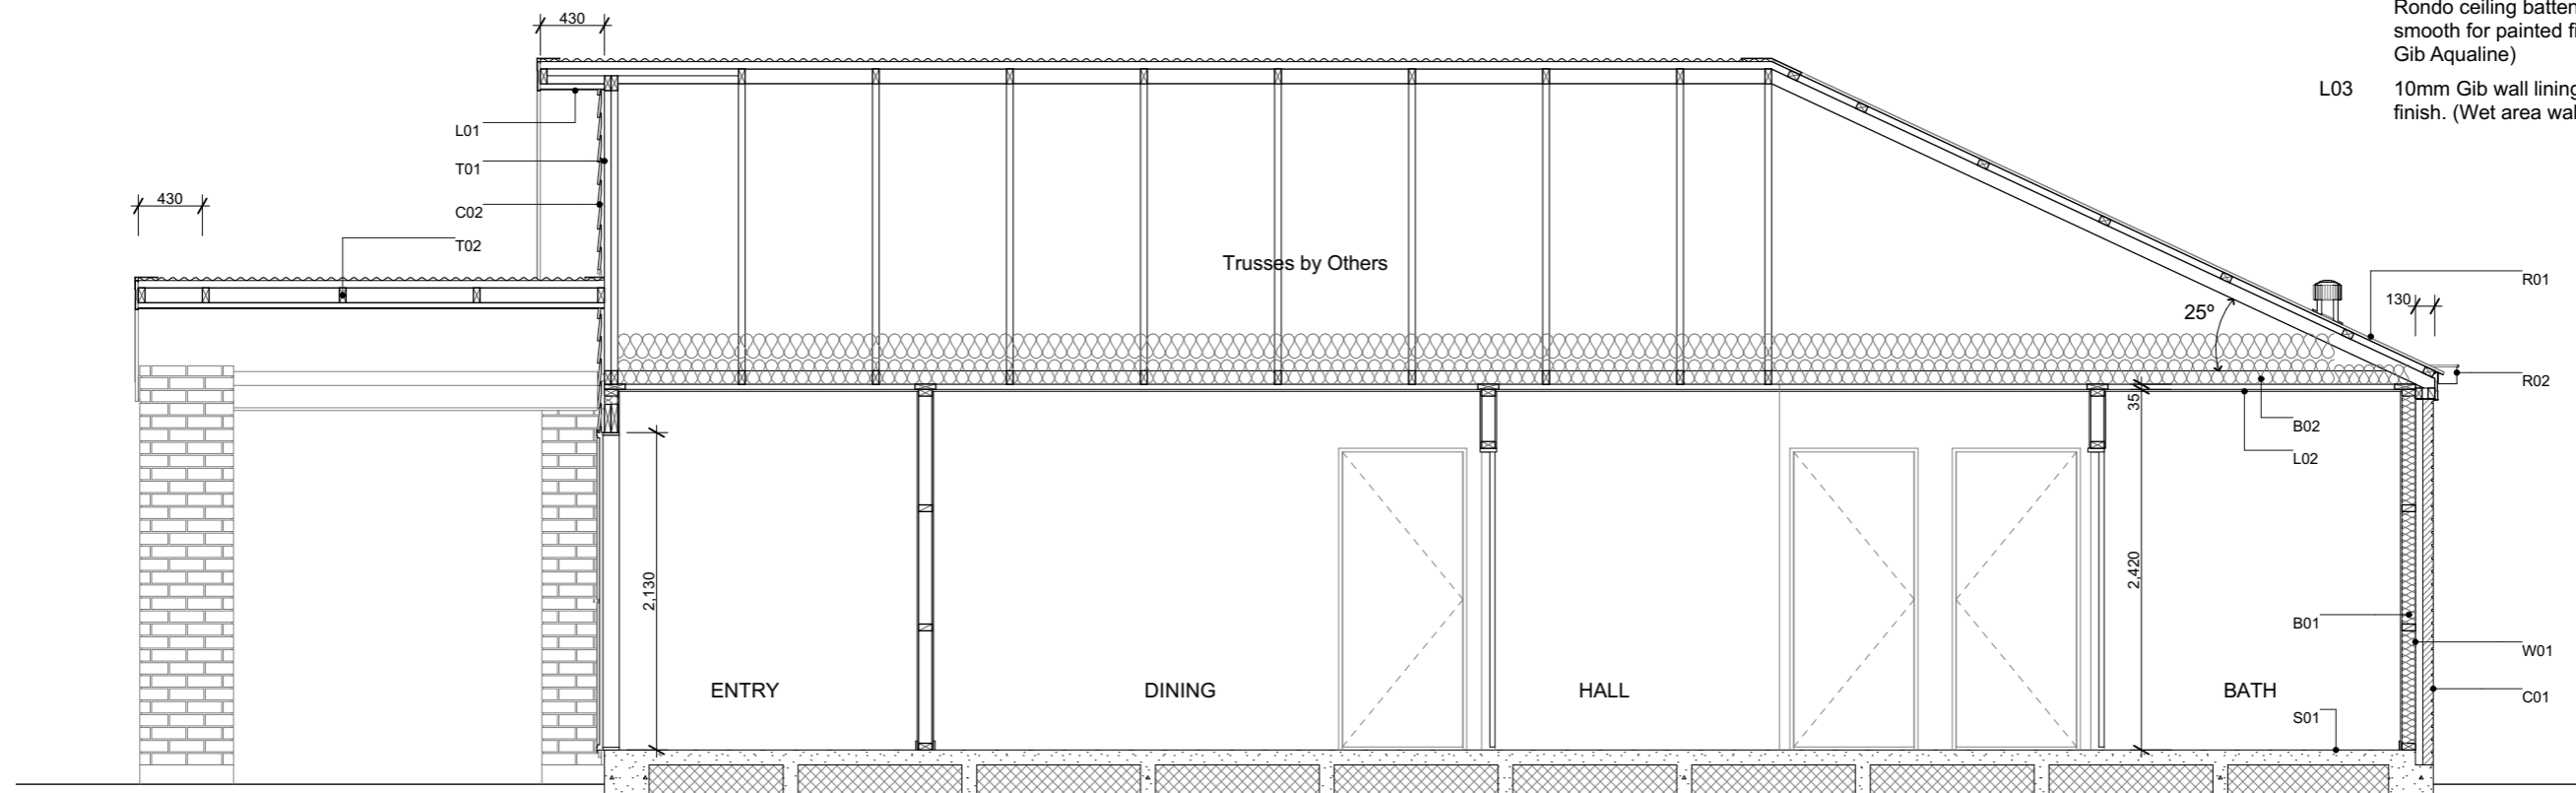 430
Rondo ceiling batten
smooth for painted f
Gib Aqualine)
L03 10mm Gib wall lining
finish. (Wet area wal
L01
T01
430
C02
T02
Trusses by Others
R01
130
25º
R02
35
B02
L02
2,130
2,420
B01
W01
ENTRY
DINING
HALL
BATH
C01
S01